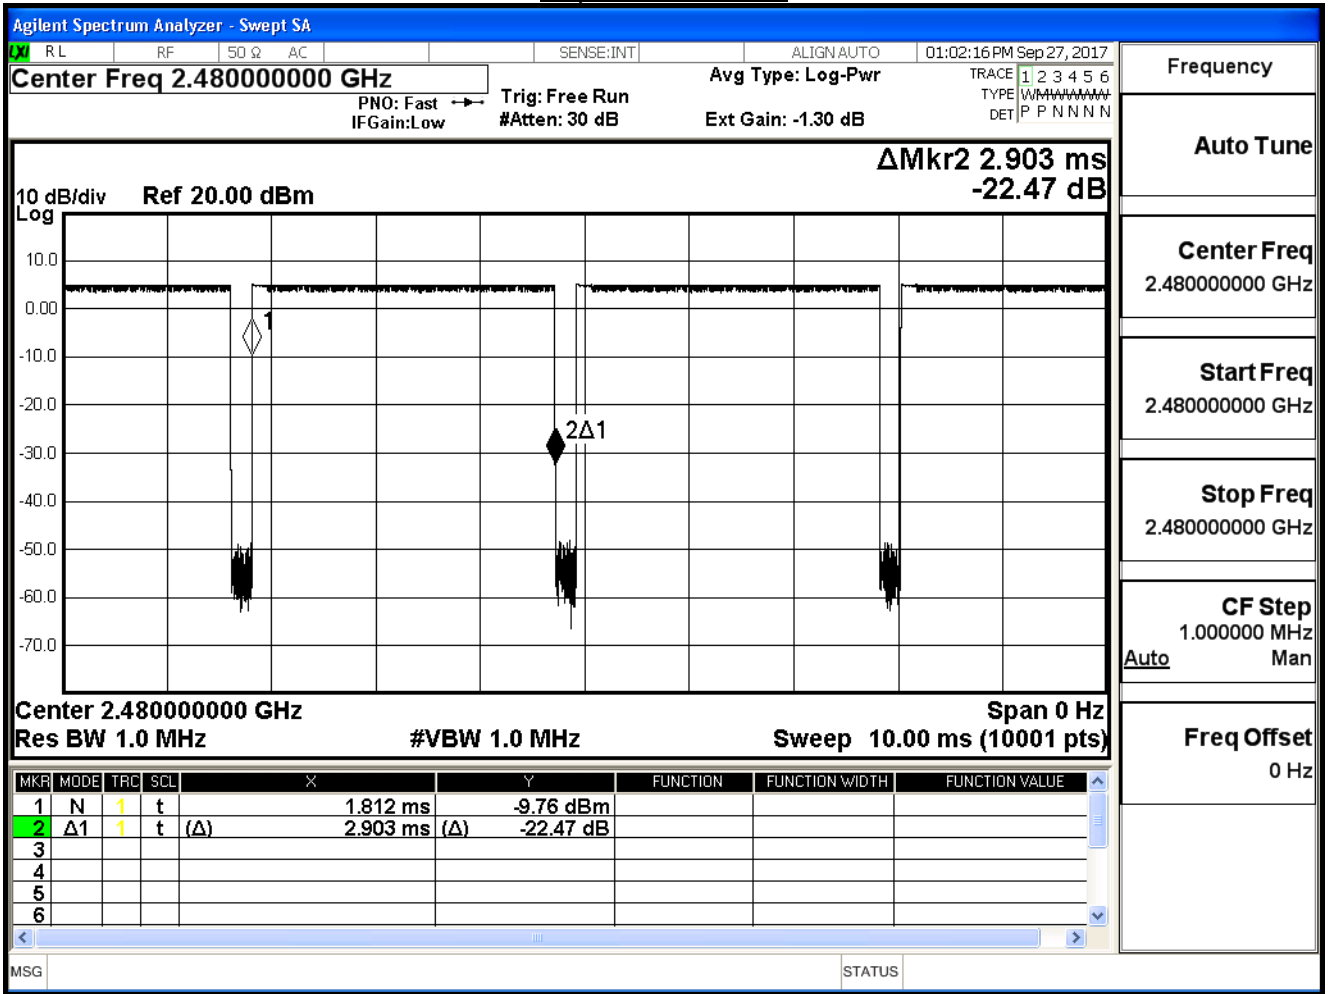 Agilent Spectrum Analyzer - Swept SA
LXI RL RF 50 Ω AC SENSE:INT ALIGN AUTO 01:02:16 PM Sep 27, 2017
Center Freq 2.480000000 GHz
PNO: Fast
IFGain:Low
Trig: Free Run
#Atten: 30 dB
Avg Type: Log-Pwr
Ext Gain: -1.30 dB
TRACE 1 2 3 4 5 6
TYPE WMWWWWW
DET P P N N N N
ΔMkr2 2.903 ms
-22.47 dB
10 dB/div Ref 20.00 dBm
Log
10.0
0.00
-10.0
-20.0
-30.0
-40.0
-50.0
-60.0
-70.0
1
2Δ1
Center 2.480000000 GHz Span 0 Hz
Res BW 1.0 MHz #VBW 1.0 MHz Sweep 10.00 ms (10001 pts)
MKR MODE TRC SCL X Y FUNCTION FUNCTION WIDTH FUNCTION VALUE
1 N 1 t 1.812 ms -9.76 dBm
2 Δ1 1 t (Δ) 2.903 ms (Δ) -22.47 dB
3
4
5
6
MSG STATUS
Frequency
Auto Tune
Center Freq
2.480000000 GHz
Start Freq
2.480000000 GHz
Stop Freq
2.480000000 GHz
CF Step
1.000000 MHz
Auto Man
Freq Offset
0 Hz